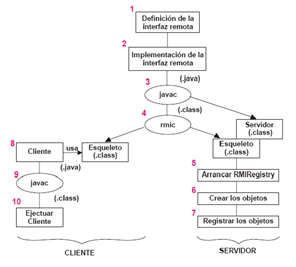 1
Definición de la
interfaz remota
2
Implementación de la
interfaz remota
3
(.java)
javac
(.class)
4
rmic
Servidor
(.class)
8
Cliente
usa
Esqueleto
(.class)
Esqueleto
(.class)
(.java)
9
javac
(.class)
5
Arrancar RMIRegistry
10
Ejectuar
Cliente
6
Crear los objetos
7
Registrar los objetos
CLIENTE
SERVIDOR